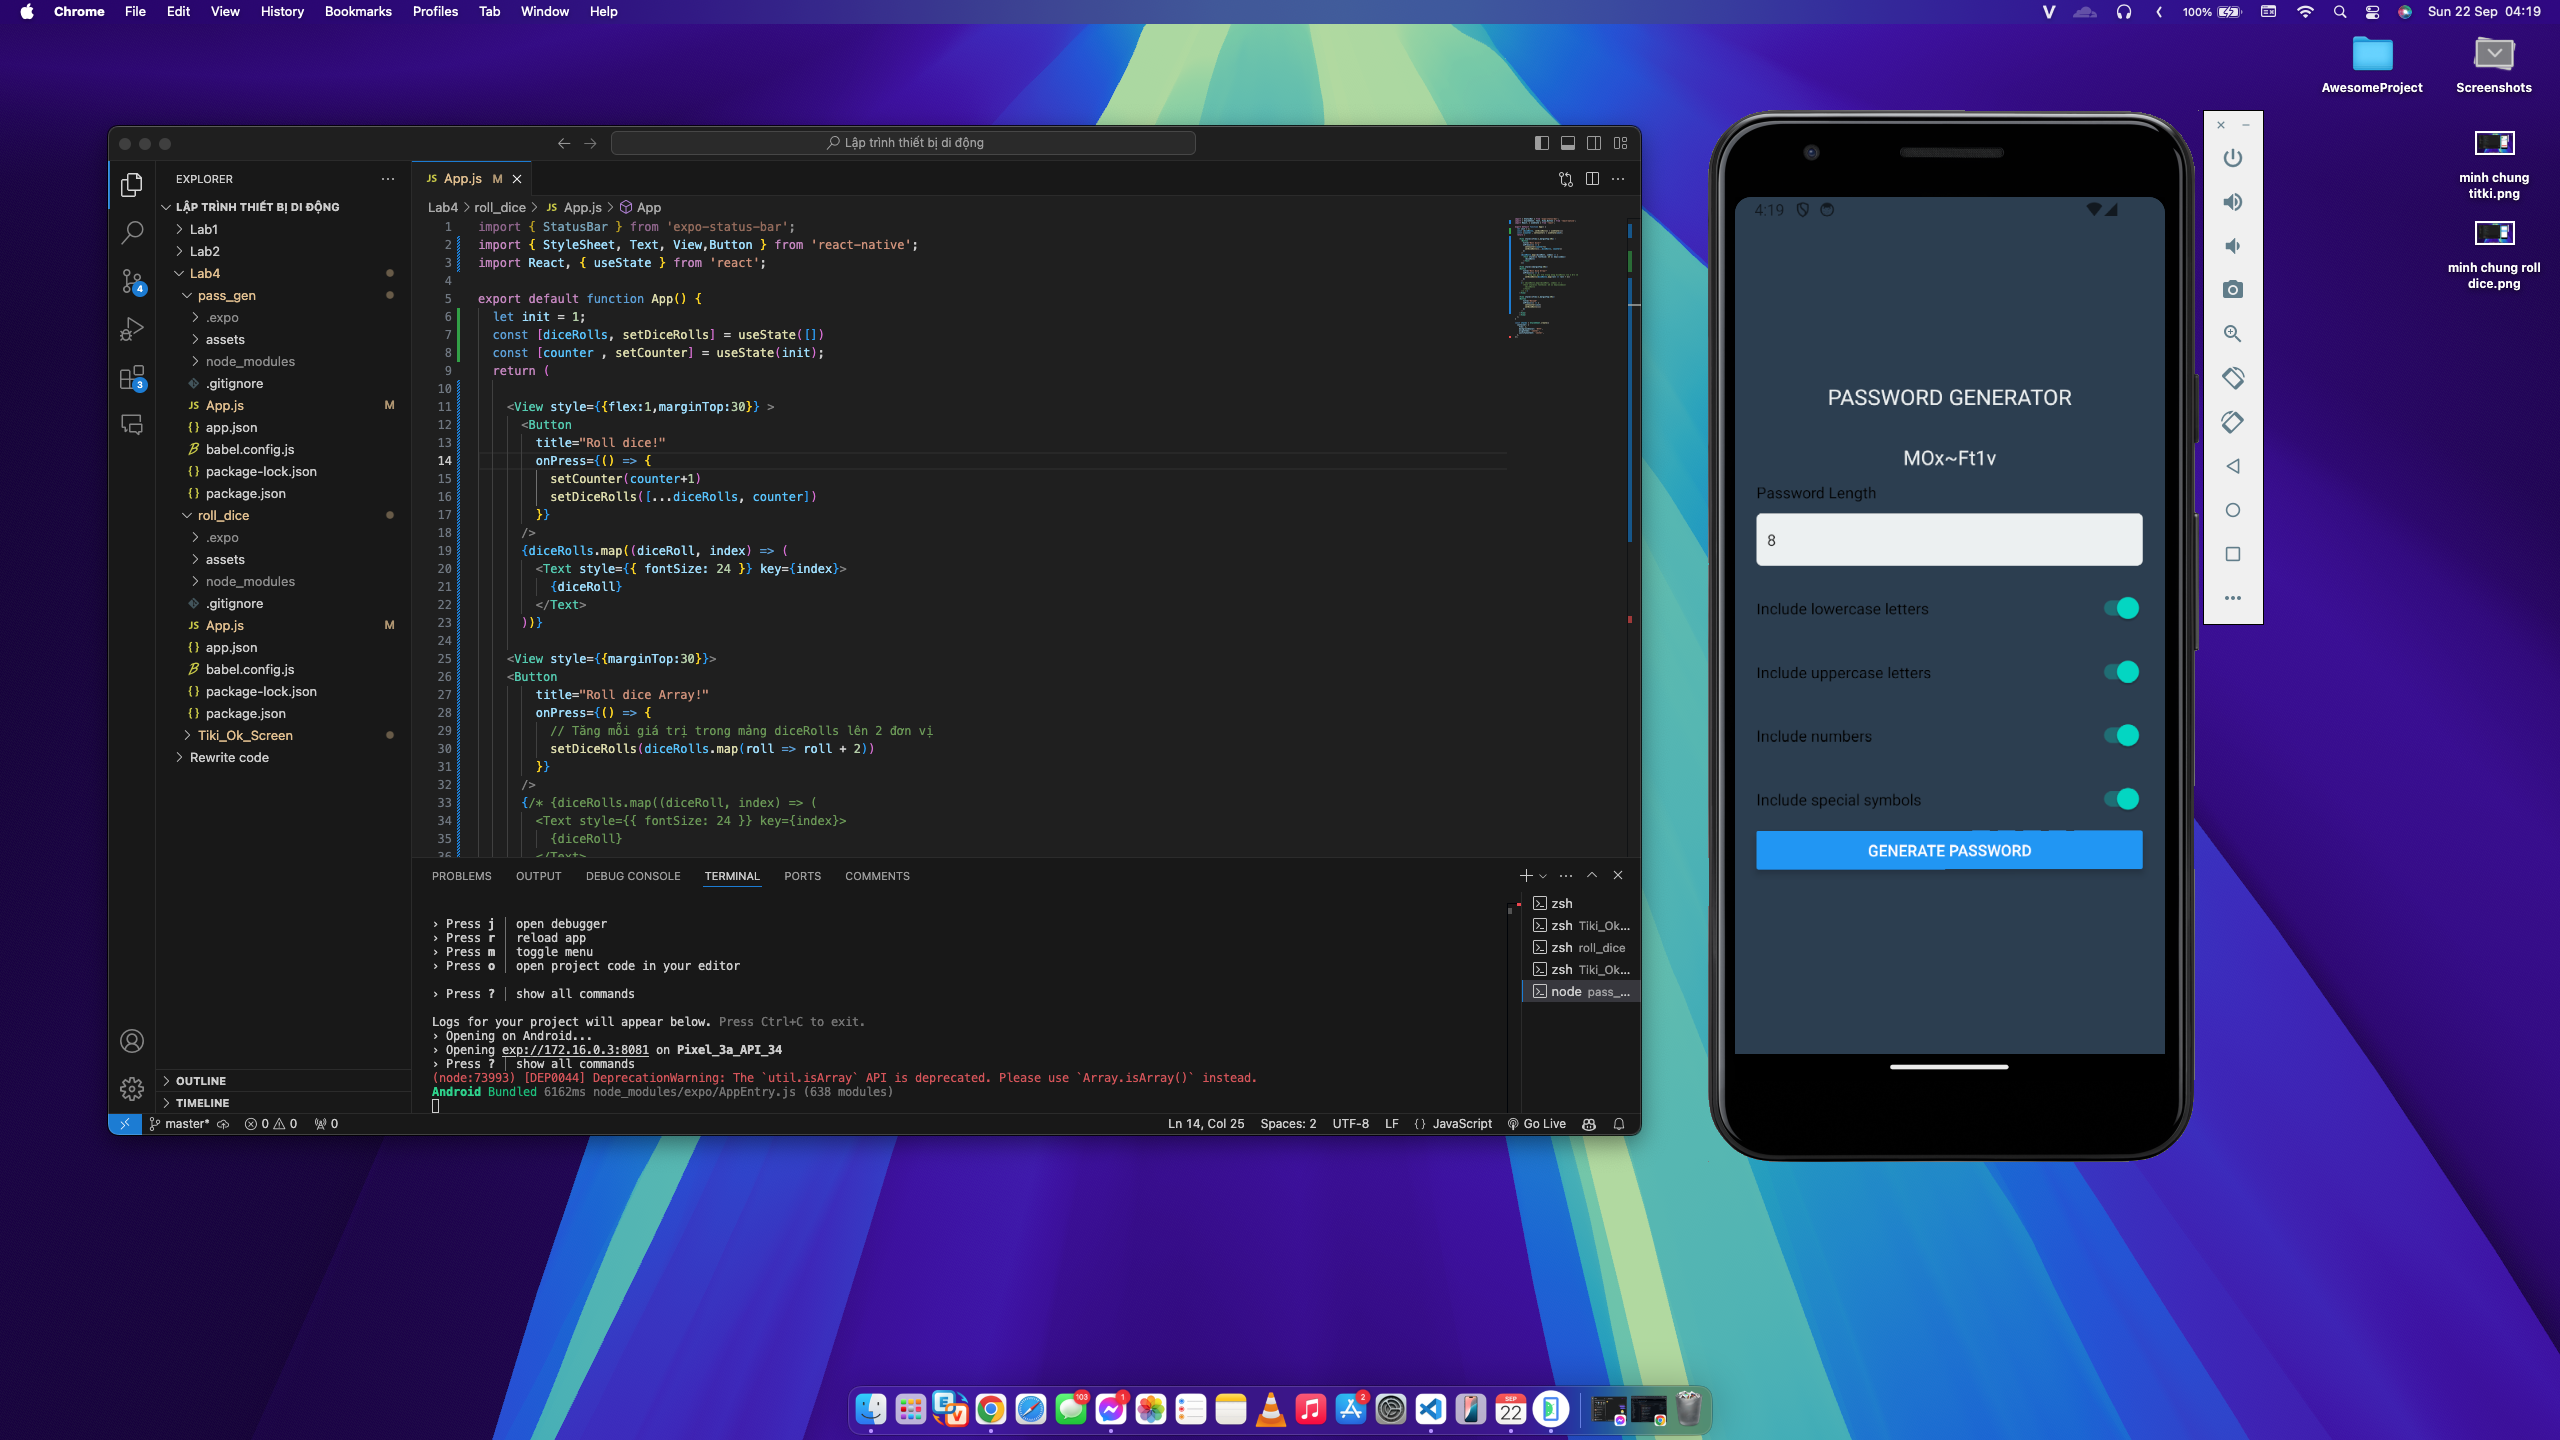 Chrome File Edit View History Bookmarks Profiles Tab Window Help
100% Sun 22 Sep 04:19
AwesomeProject
Screenshots
minh chung
titki.png
minh chung roll
dice.png
Lập trình thiết bị di động
EXPLORER
LẬP TRÌNH THIẾT BỊ DI ĐỘNG
Lab1
Lab2
Lab4
pass_gen
.expo
assets
node_modules
.gitignore
JS App.js M
{} app.json
babel.config.js
{} package-lock.json
{} package.json
roll_dice
.expo
assets
node_modules
.gitignore
JS App.js M
{} app.json
babel.config.js
{} package-lock.json
{} package.json
Tiki_Ok_Screen
Rewrite code
OUTLINE
TIMELINE
4
3
JS App.js M
Lab4 > roll_dice > JS App.js > App
1 import { StatusBar } from 'expo-status-bar';
2 import { StyleSheet, Text, View,Button } from 'react-native';
3 import React, { useState } from 'react';
4
5 export default function App() {
6 let init = 1;
7 const [diceRolls, setDiceRolls] = useState([])
8 const [counter , setCounter] = useState(init);
9 return (
10
11 <View style={{flex:1,marginTop:30}} >
12 <Button
13 title="Roll dice!"
14 onPress={() => {
15 setCounter(counter+1)
16 setDiceRolls([...diceRolls, counter])
17 }}
18 />
19 {diceRolls.map((diceRoll, index) => (
20 <Text style={{ fontSize: 24 }} key={index}>
21 {diceRoll}
22 </Text>
23 ))}
24
25 <View style={{marginTop:30}}>
26 <Button
27 title="Roll dice Array!"
28 onPress={() => {
29 // Tăng mỗi giá trị trong mảng diceRolls lên 2 đơn vị
30 setDiceRolls(diceRolls.map(roll => roll + 2))
31 }}
32 />
33 {/* {diceRolls.map((diceRoll, index) => (
34 <Text style={{ fontSize: 24 }} key={index}>
35 {diceRoll}
36 </Text>
PROBLEMS OUTPUT DEBUG CONSOLE TERMINAL PORTS COMMENTS
› Press j │ open debugger
› Press r │ reload app
› Press m │ toggle menu
› Press o │ open project code in your editor
› Press ? │ show all commands
Logs for your project will appear below. Press Ctrl+C to exit.
› Opening on Android...
› Opening exp://172.16.0.3:8081 on Pixel_3a_API_34
› Press ? │ show all commands
(node:73993) [DEP0044] DeprecationWarning: The `util.isArray` API is deprecated. Please use `Array.isArray()` instead.
Android Bundled 6162ms node_modules/expo/AppEntry.js (638 modules)
zsh
zsh Tiki_Ok...
zsh roll_dice
zsh Tiki_Ok...
node pass_...
master* 0 0 0 Ln 14, Col 25 Spaces: 2 UTF-8 LF {} JavaScript Go Live
4:19
PASSWORD GENERATOR
MOx~Ft1v
Password Length
8
Include lowercase letters
Include uppercase letters
Include numbers
Include special symbols
GENERATE PASSWORD
E
V
103
1
2
SEP
22